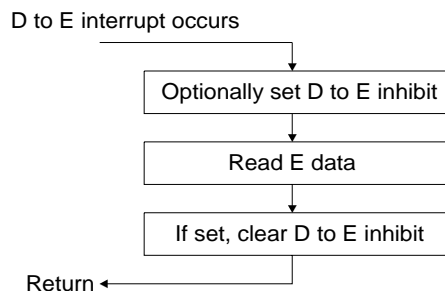 D to E interrupt occurs
Optionally set D to E inhibit
Read E data
If set, clear D to E inhibit
Return